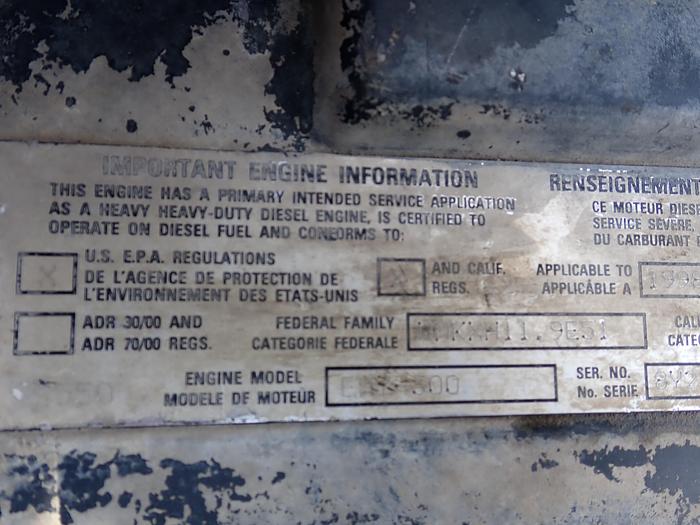 IMPORTANT ENGINE INFORMATION
THIS ENGINE HAS A PRIMARY INTENDED SERVICE APPLICATION
AS A HEAVY HEAVY-DUTY DIESEL ENGINE, IS CERTIFIED TO
OPERATE ON DIESEL FUEL AND CONFORMS TO:
X U.S. E.P.A. REGULATIONS
DE L'AGENCE DE PROTECTION DE
L'ENVIRONNEMENT DES ETATS-UNIS
AND CALIF.
REGS.
APPLICABLE TO
APPLICABLE A
ADR 30/00 AND
ADR 70/00 REGS.
FEDERAL FAMILY
CATEGORIE FEDERALE
ENGINE MODEL
MODELE DE MOTEUR
SER. NO.
No. SERIE
RENSEIGNEMENT
CE MOTEUR DIESE
SERVICE SEVERE,
DU CARBURANT